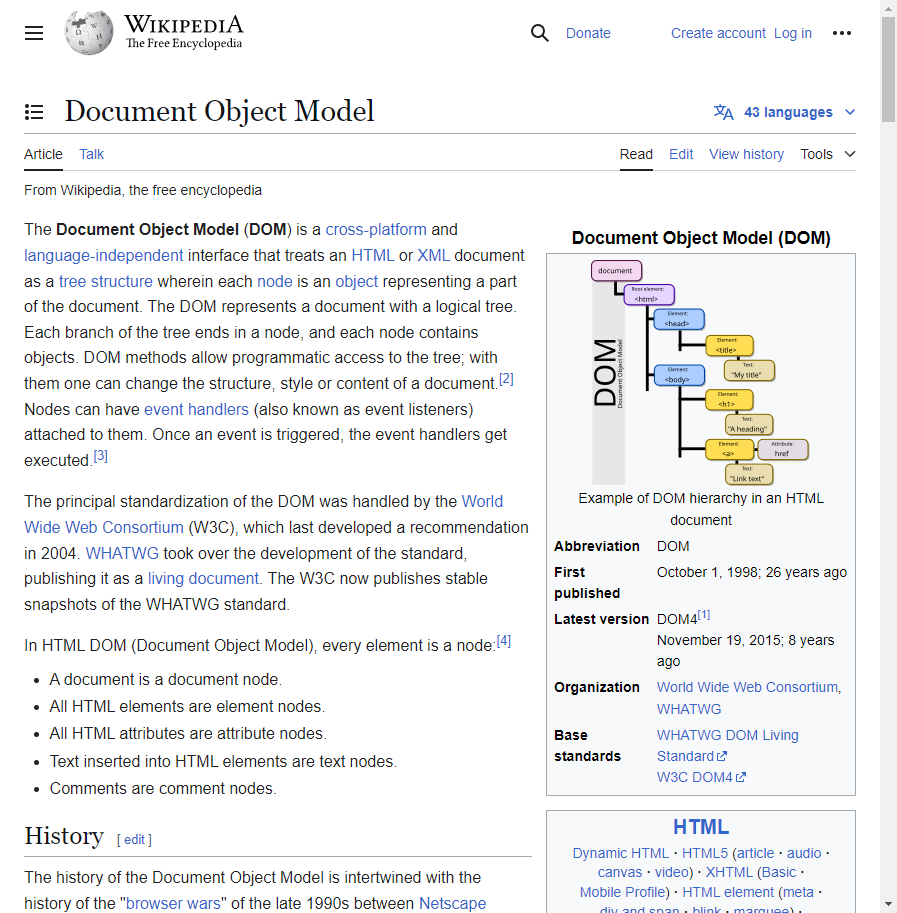 WIKIPEDIA
The Free Encyclopedia
Donate
Create account Log in
Document Object Model
43 languages
Article Talk
Read Edit View history Tools
From Wikipedia, the free encyclopedia
The Document Object Model (DOM) is a cross-platform and
language-independent interface that treats an HTML or XML document
as a tree structure wherein each node is an object representing a part
of the document. The DOM represents a document with a logical tree.
Each branch of the tree ends in a node, and each node contains
objects. DOM methods allow programmatic access to the tree; with
them one can change the structure, style or content of a document.[2]
Nodes can have event handlers (also known as event listeners)
attached to them. Once an event is triggered, the event handlers get
executed.[3]
The principal standardization of the DOM was handled by the World
Wide Web Consortium (W3C), which last developed a recommendation
in 2004. WHATWG took over the development of the standard,
publishing it as a living document. The W3C now publishes stable
snapshots of the WHATWG standard.
In HTML DOM (Document Object Model), every element is a node:[4]
• A document is a document node.
• All HTML elements are element nodes.
• All HTML attributes are attribute nodes.
• Text inserted into HTML elements are text nodes.
• Comments are comment nodes.
History [ edit ]
The history of the Document Object Model is intertwined with the
history of the "browser wars" of the late 1990s between Netscape
Document Object Model (DOM)
DOM
Document Object Model
document
Root element:
<html>
Element:
<head>
Element:
<title>
Text:
"My title"
Element:
<body>
Element:
<h1>
Text:
"A heading"
Element:
<a>
Attribute:
href
Text:
"Link text"
Example of DOM hierarchy in an HTML
document
Abbreviation DOM
First published October 1, 1998; 26 years ago
Latest version DOM4[1]
November 19, 2015; 8 years
ago
Organization World Wide Web Consortium,
WHATWG
Base standards WHATWG DOM Living
Standard
W3C DOM4
HTML
Dynamic HTML · HTML5 (article · audio ·
canvas · video) · XHTML (Basic ·
Mobile Profile) · HTML element (meta ·
div and span · blink · marquee) ·